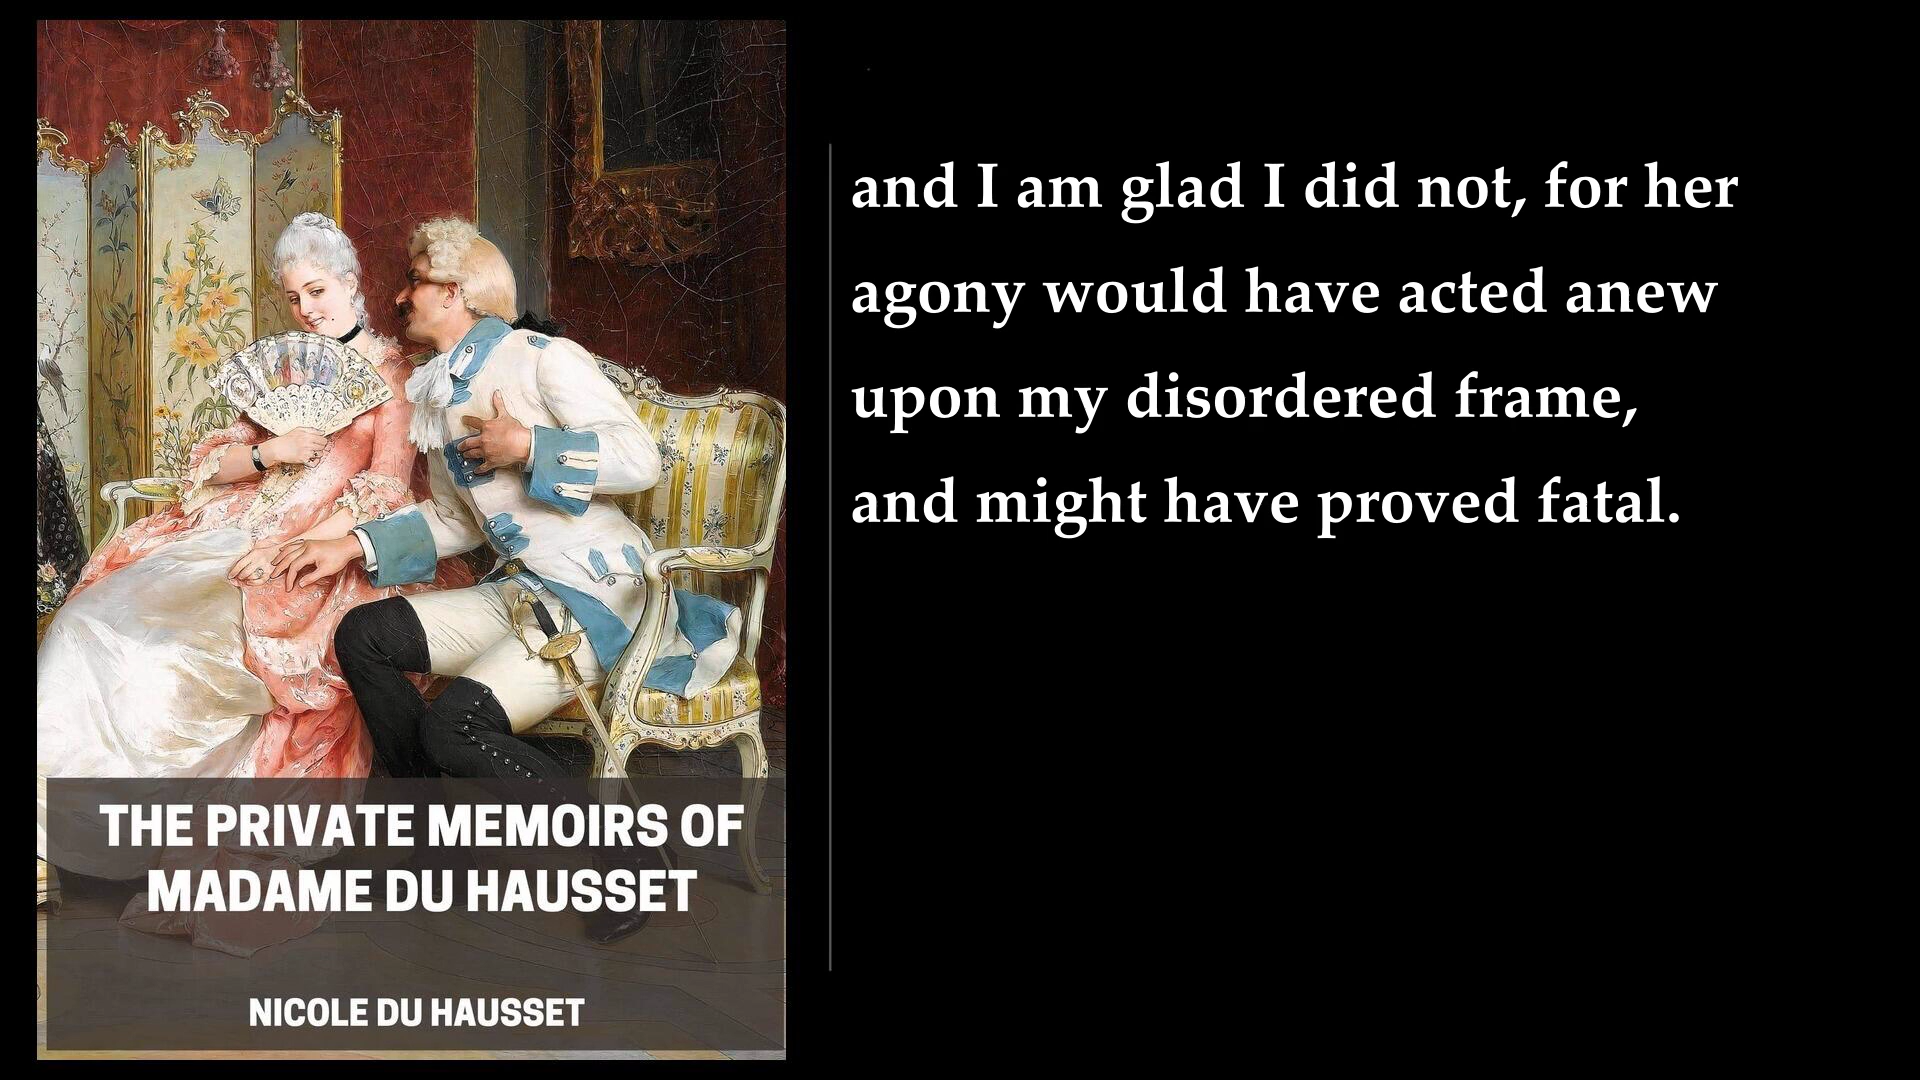 THE PRIVATE MEMOIRS OF
MADAME DU HAUSSET
NICOLE DU HAUSSET
and I am glad I did not, for her
agony would have acted anew
upon my disordered frame,
and might have proved fatal.